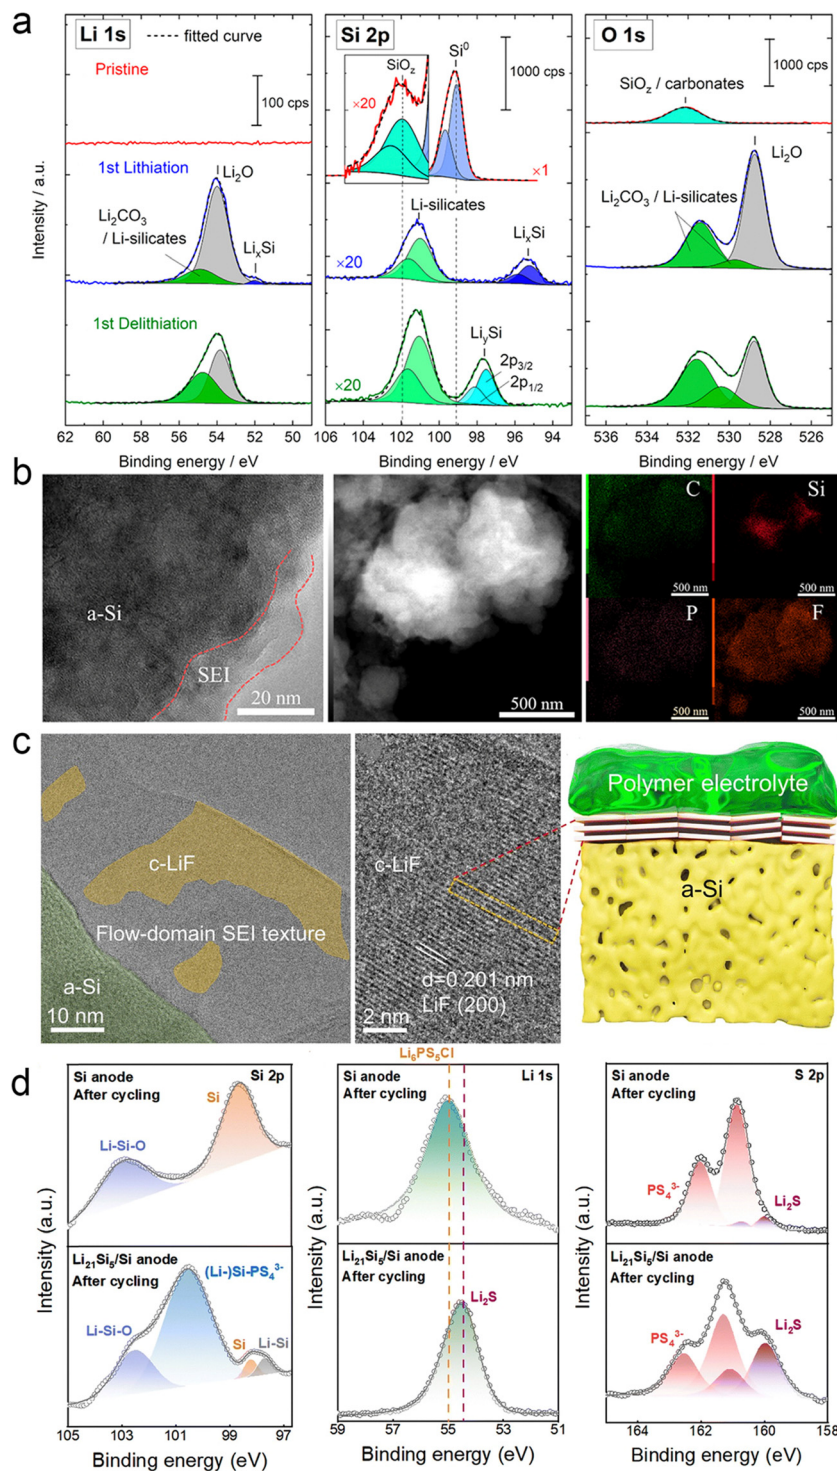 a
Li 1s
---- fitted curve
Pristine
100 cps
1st Lithiation
Li₂O
Li₂CO₃
/ Li-silicates
LiₓSi
1st Delithiation
Intensity / a.u.
62 60 58 56 54 52 50
Binding energy / eV
Si 2p
SiO_z
Si⁰
1000 cps
×20
×1
Li-silicates
LiₓSi
×20
Li_ySi
2p₃/₂
2p₁/₂
×20
106 104 102 100 98 96 94
Binding energy / eV
O 1s
1000 cps
SiO_z / carbonates
Li₂O
Li₂CO₃ / Li-silicates
536 534 532 530 528 526
Binding energy / eV
b
a-Si
SEI
20 nm
500 nm
C
500 nm
Si
500 nm
P
500 nm
F
500 nm
c
c-LiF
Flow-domain SEI texture
a-Si
10 nm
c-LiF
d=0.201 nm
LiF (200)
2 nm
Polymer electrolyte
a-Si
d
Si anode
After cycling
Si 2p
Si
Li-Si-O
Li₂₁Si₅/Si anode
After cycling
(Li-)Si-PS₄³⁻
Li-Si-O
Si
Li-Si
Intensity (a.u.)
105 103 101 99 97
Binding energy (eV)
Li₆PS₅Cl
Si anode
After cycling
Li 1s
Li₂₁Si₅/Si anode
After cycling
Li₂S
Intensity (a.u.)
59 57 55 53 51
Binding energy (eV)
Si anode
After cycling
S 2p
PS₄³⁻
Li₂S
Li₂₁Si₅/Si anode
After cycling
PS₄³⁻
Li₂S
Intensity (a.u.)
164 162 160 158
Binding energy (eV)